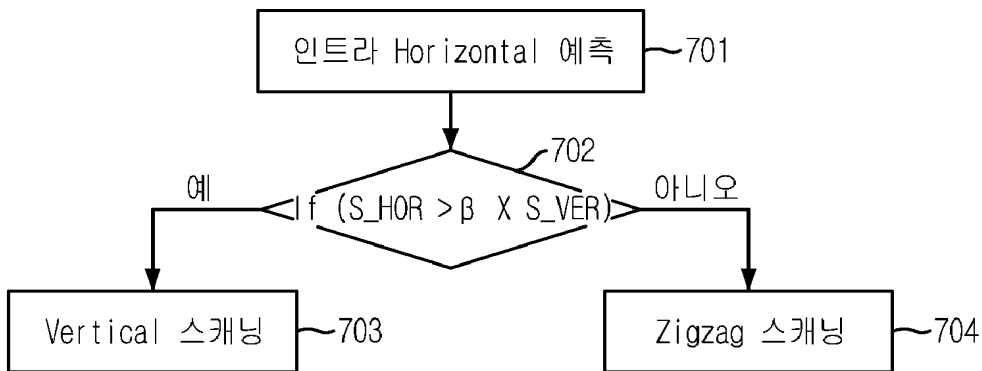 인트라 Horizontal 예측
701
702
예
If (S_HOR > β X S_VER)
아니오
Vertical 스캐닝
703
Zigzag 스캐닝
704